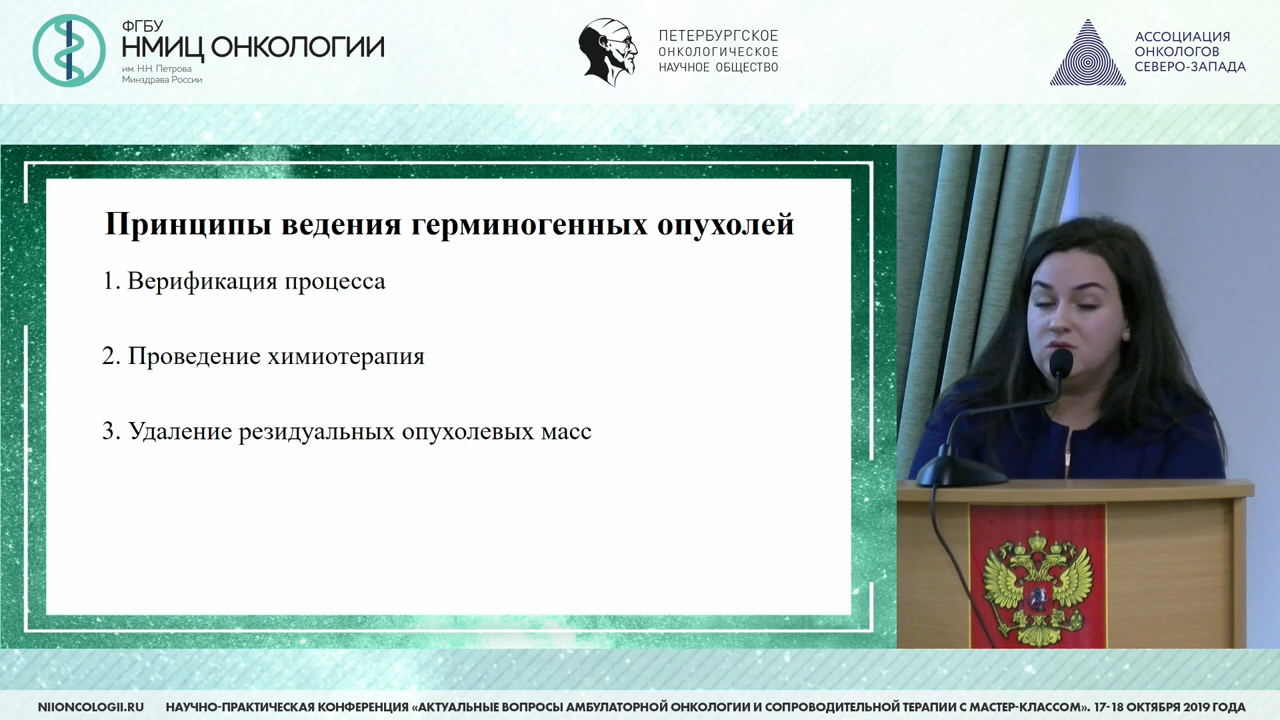 ФГБУ
НМИЦ ОНКОЛОГИИ
им. Н.Н. Петрова
Минздрава России
ПЕТЕРБУРГСКОЕ
ОНКОЛОГИЧЕСКОЕ
НАУЧНОЕ ОБЩЕСТВО
АССОЦИАЦИЯ
ОНКОЛОГОВ
СЕВЕРО-ЗАПАДА
Принципы ведения герминогенных опухолей
1. Верификация процесса
2. Проведение химиотерапия
3. Удаление резидуальных опухолевых масс
NIIONCOLOGII.RU НАУЧНО-ПРАКТИЧЕСКАЯ КОНФЕРЕНЦИЯ «АКТУАЛЬНЫЕ ВОПРОСЫ АМБУЛАТОРНОЙ ОНКОЛОГИИ И СОПРОВОДИТЕЛЬНОЙ ТЕРАПИИ С МАСТЕР-КЛАССОМ». 17-18 ОКТЯБРЯ 2019 ГОДА